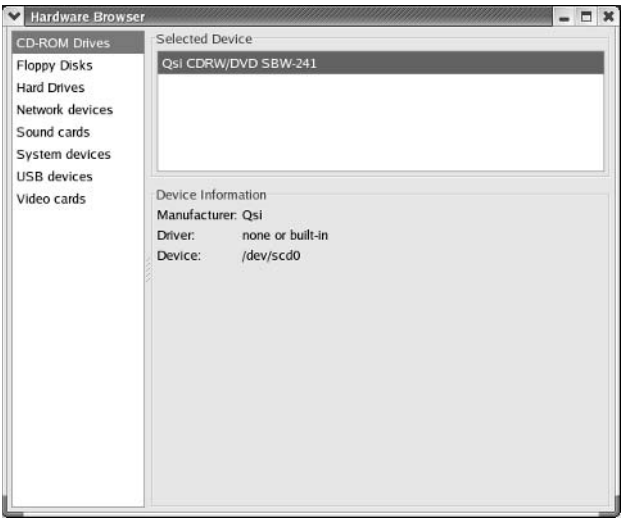 Hardware Browser
CD-ROM Drives
Floppy Disks
Hard Drives
Network devices
Sound cards
System devices
USB devices
Video cards
Selected Device
Qsi CDRW/DVD SBW-241
Device Information
Manufacturer: Qsi
Driver: none or built-in
Device: /dev/scd0